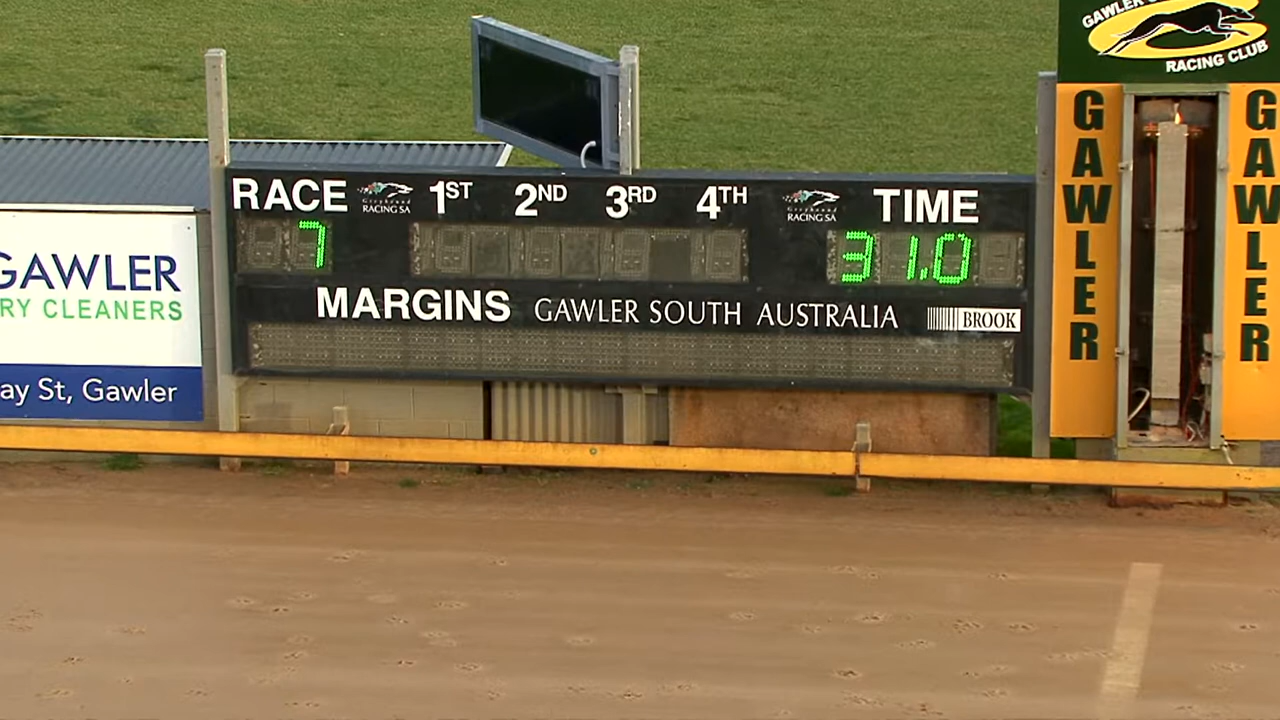 GAWLER
RACING CLUB
RACE
Greyhound
RACING SA
1ST 2ND 3RD 4TH
Greyhound
RACING SA
TIME
7
31.0
MARGINS
GAWLER SOUTH AUSTRALIA
BROOK
GAWLER
RY CLEANERS
ay St, Gawler
GAWLER
GAWLER